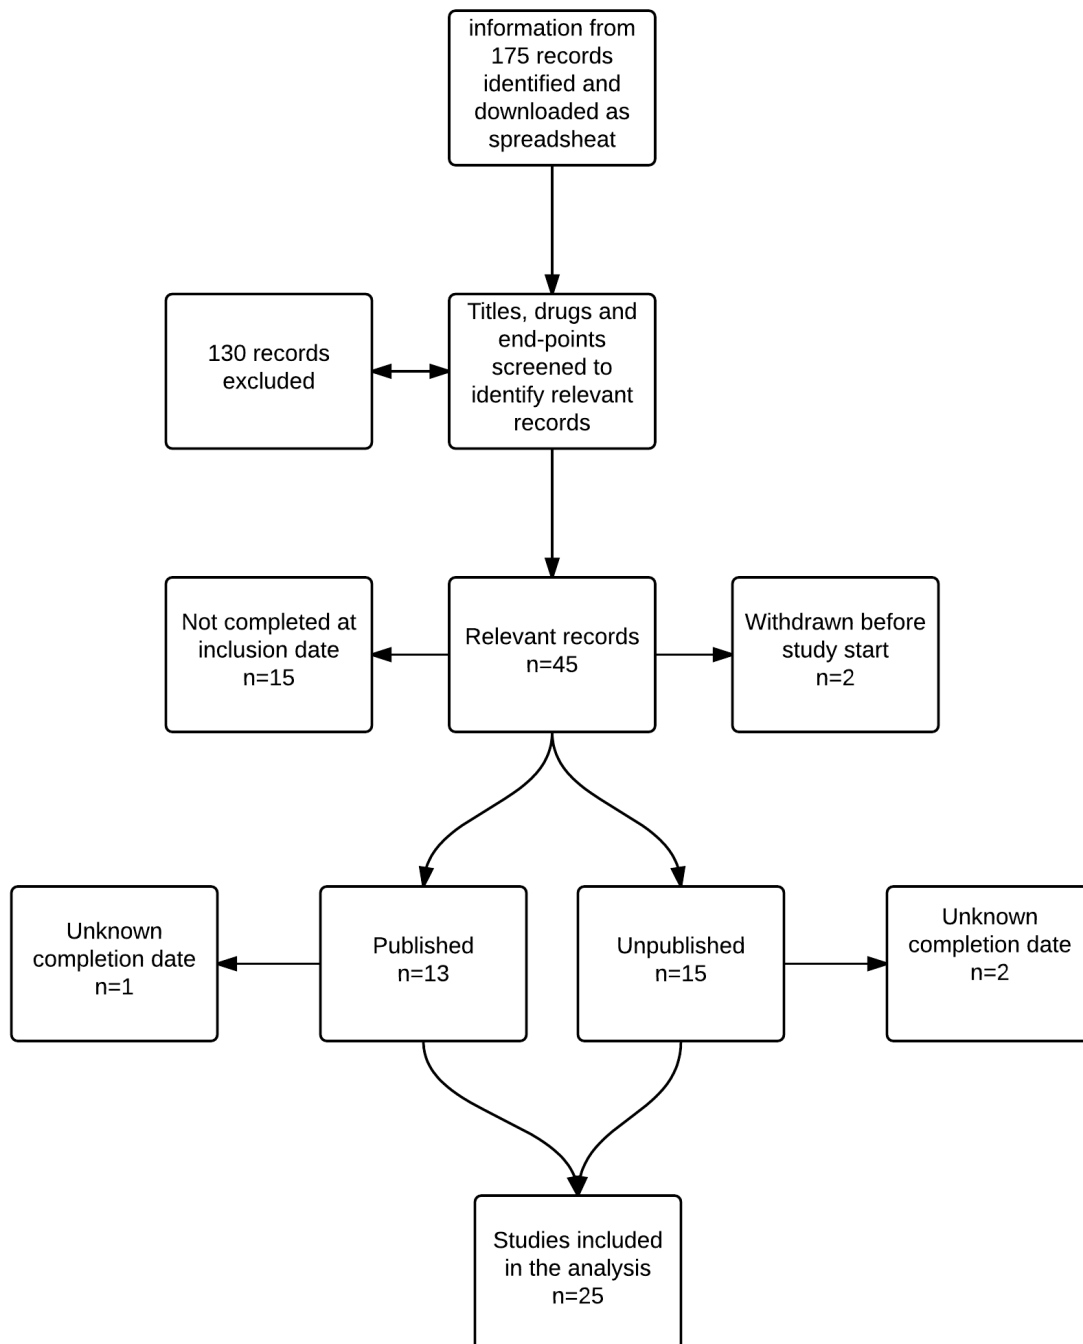 information from
175 records
identified and
downloaded as
spreadsheat
130 records
excluded
Titles, drugs and
end-points
screened to
identify relevant
records
Not completed at
inclusion date
n=15
Relevant records
n=45
Withdrawn before
study start
n=2
Unknown
completion date
n=1
Published
n=13
Unpublished
n=15
Unknown
completion date
n=2
Studies included
in the analysis
n=25